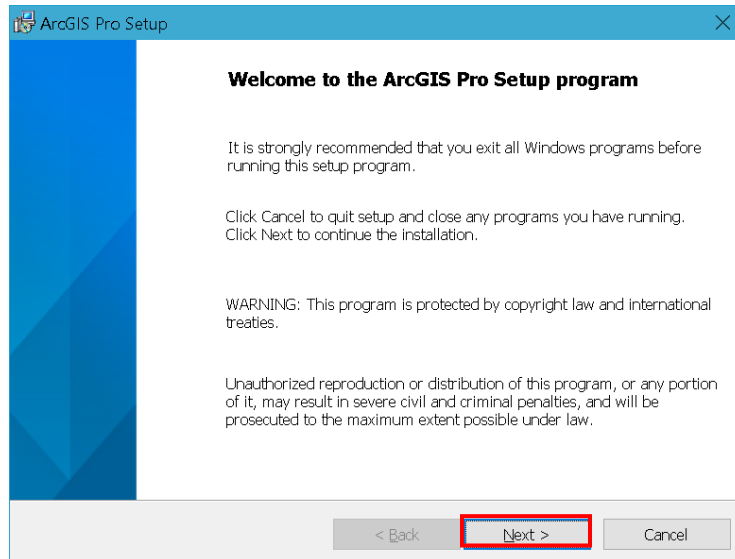 ArcGIS Pro Setup
Welcome to the ArcGIS Pro Setup program
It is strongly recommended that you exit all Windows programs before
running this setup program.
Click Cancel to quit setup and close any programs you have running.
Click Next to continue the installation.
WARNING: This program is protected by copyright law and international
treaties.
Unauthorized reproduction or distribution of this program, or any portion
of it, may result in severe civil and criminal penalties, and will be
prosecuted to the maximum extent possible under law.
< Back Next > Cancel